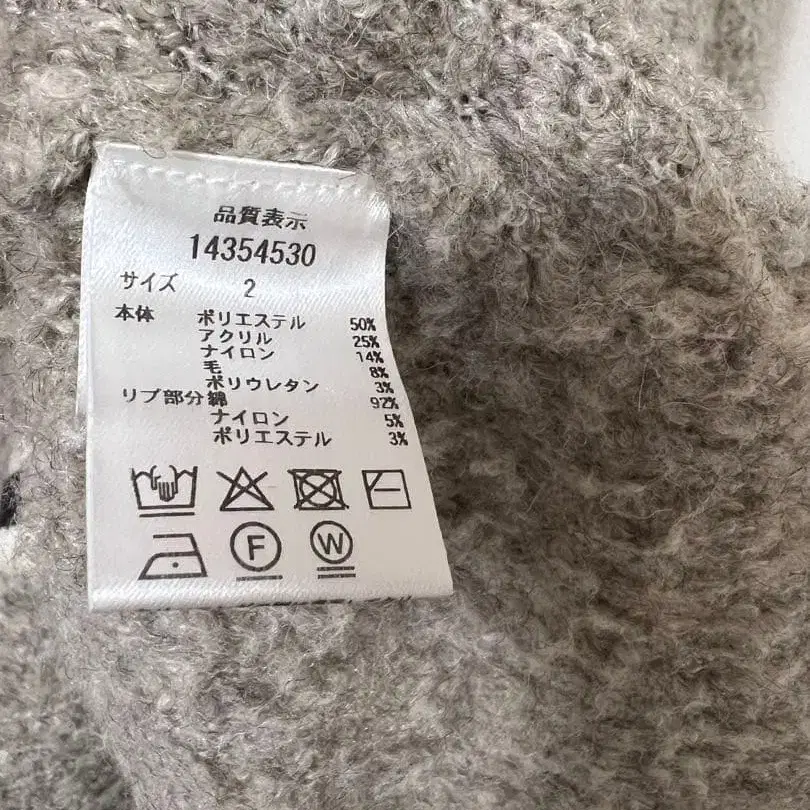 品質表示
14354530
サイズ 2
本体 ポリエステル 50%
アクリル 25%
ナイロン 14%
毛 8%
ポリウレタン 3%
リブ部分 綿 92%
ナイロン 5%
ポリエステル 3%
F W